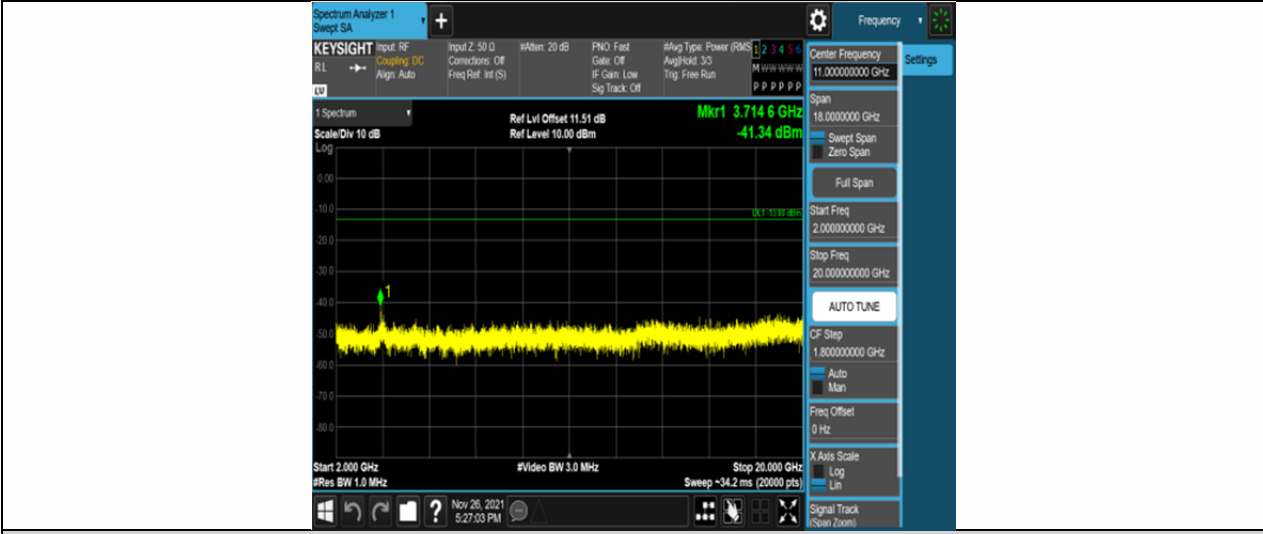 Spectrum Analyzer 1
Swept SA
+
Frequency
KEYSIGHT
RL
LV
Input: RF
Coupling: DC
Align: Auto
Input Z: 50 Ω
Corrections: Off
Freq Ref: Int (S)
#Atten: 20 dB
PNO: Fast
Gate: Off
IF Gain: Low
Sig Track: Off
#Avg Type: Power (RMS
Avg|Hold: 3/3
Trig: Free Run
1 2 3 4 5 6
M W W W W W
P P P P P P
1 Spectrum
Scale/Div 10 dB
Ref Lvl Offset 11.51 dB
Ref Level 10.00 dBm
Mkr1 3.714 6 GHz
-41.34 dBm
Log
0.00
-10.0
-20.0
-30.0
-40.0
-50.0
-60.0
-70.0
-80.0
DL1 -13.00 dBm
1
Start 2.000 GHz
#Res BW 1.0 MHz
#Video BW 3.0 MHz
Stop 20.000 GHz
Sweep ~34.2 ms (20000 pts)
?
Nov 26, 2021
5:27:03 PM
Center Frequency
11.000000000 GHz
Settings
Span
18.0000000 GHz
Swept Span
Zero Span
Full Span
Start Freq
2.000000000 GHz
Stop Freq
20.000000000 GHz
AUTO TUNE
CF Step
1.800000000 GHz
Auto
Man
Freq Offset
0 Hz
X Axis Scale
Log
Lin
Signal Track
(Span Zoom)